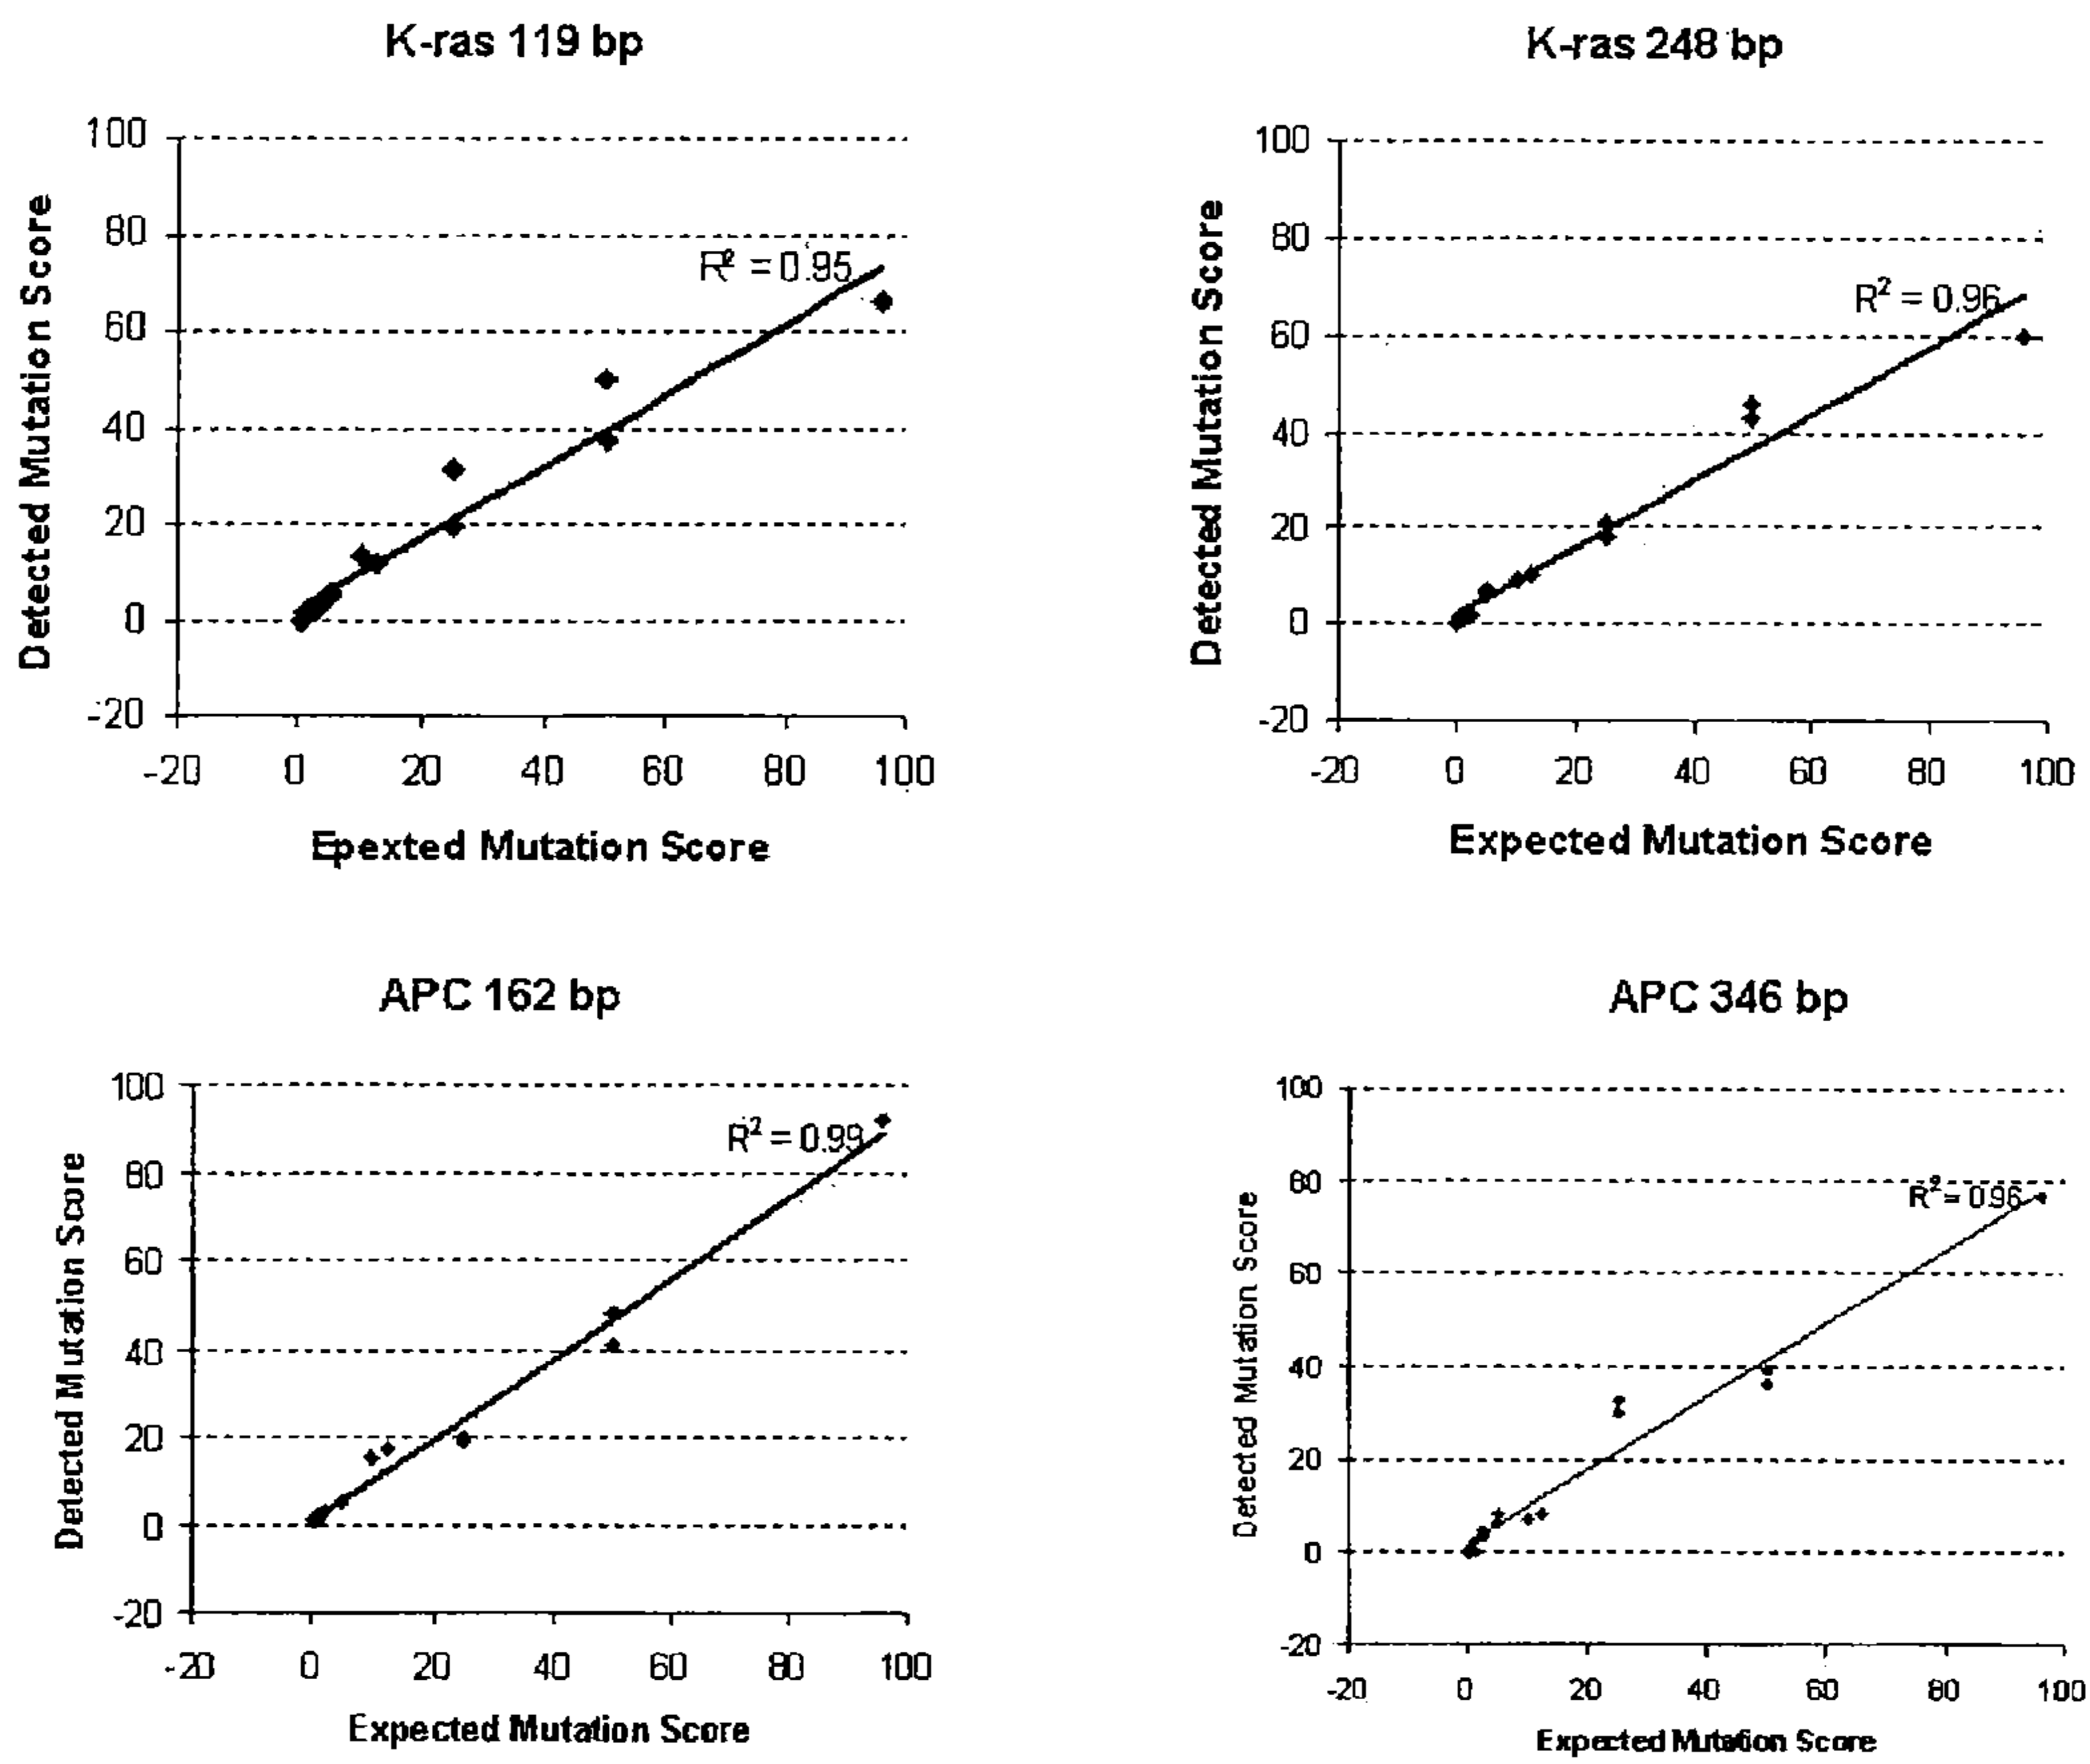 K-ras 119 bp
K-ras 248 bp
100
80
60
40
20
0
-20
Detected Mutation Score
R² = 0.95
-20 0 20 40 60 80 100
Epexted Mutation Score
100
80
60
40
20
0
-20
Detected Mutation Score
R² = 0.96
-20 0 20 40 60 80 100
Expected Mutation Score
APC 162 bp
APC 346 bp
100
80
60
40
20
0
-20
Detected Mutation Score
R² = 0.99
-20 0 20 40 60 80 100
Expected Mutation Score
100
80
60
40
20
0
-20
Detected Mutation Score
R² = 0.96
-20 0 20 40 60 80 100
Expected Mutation Score